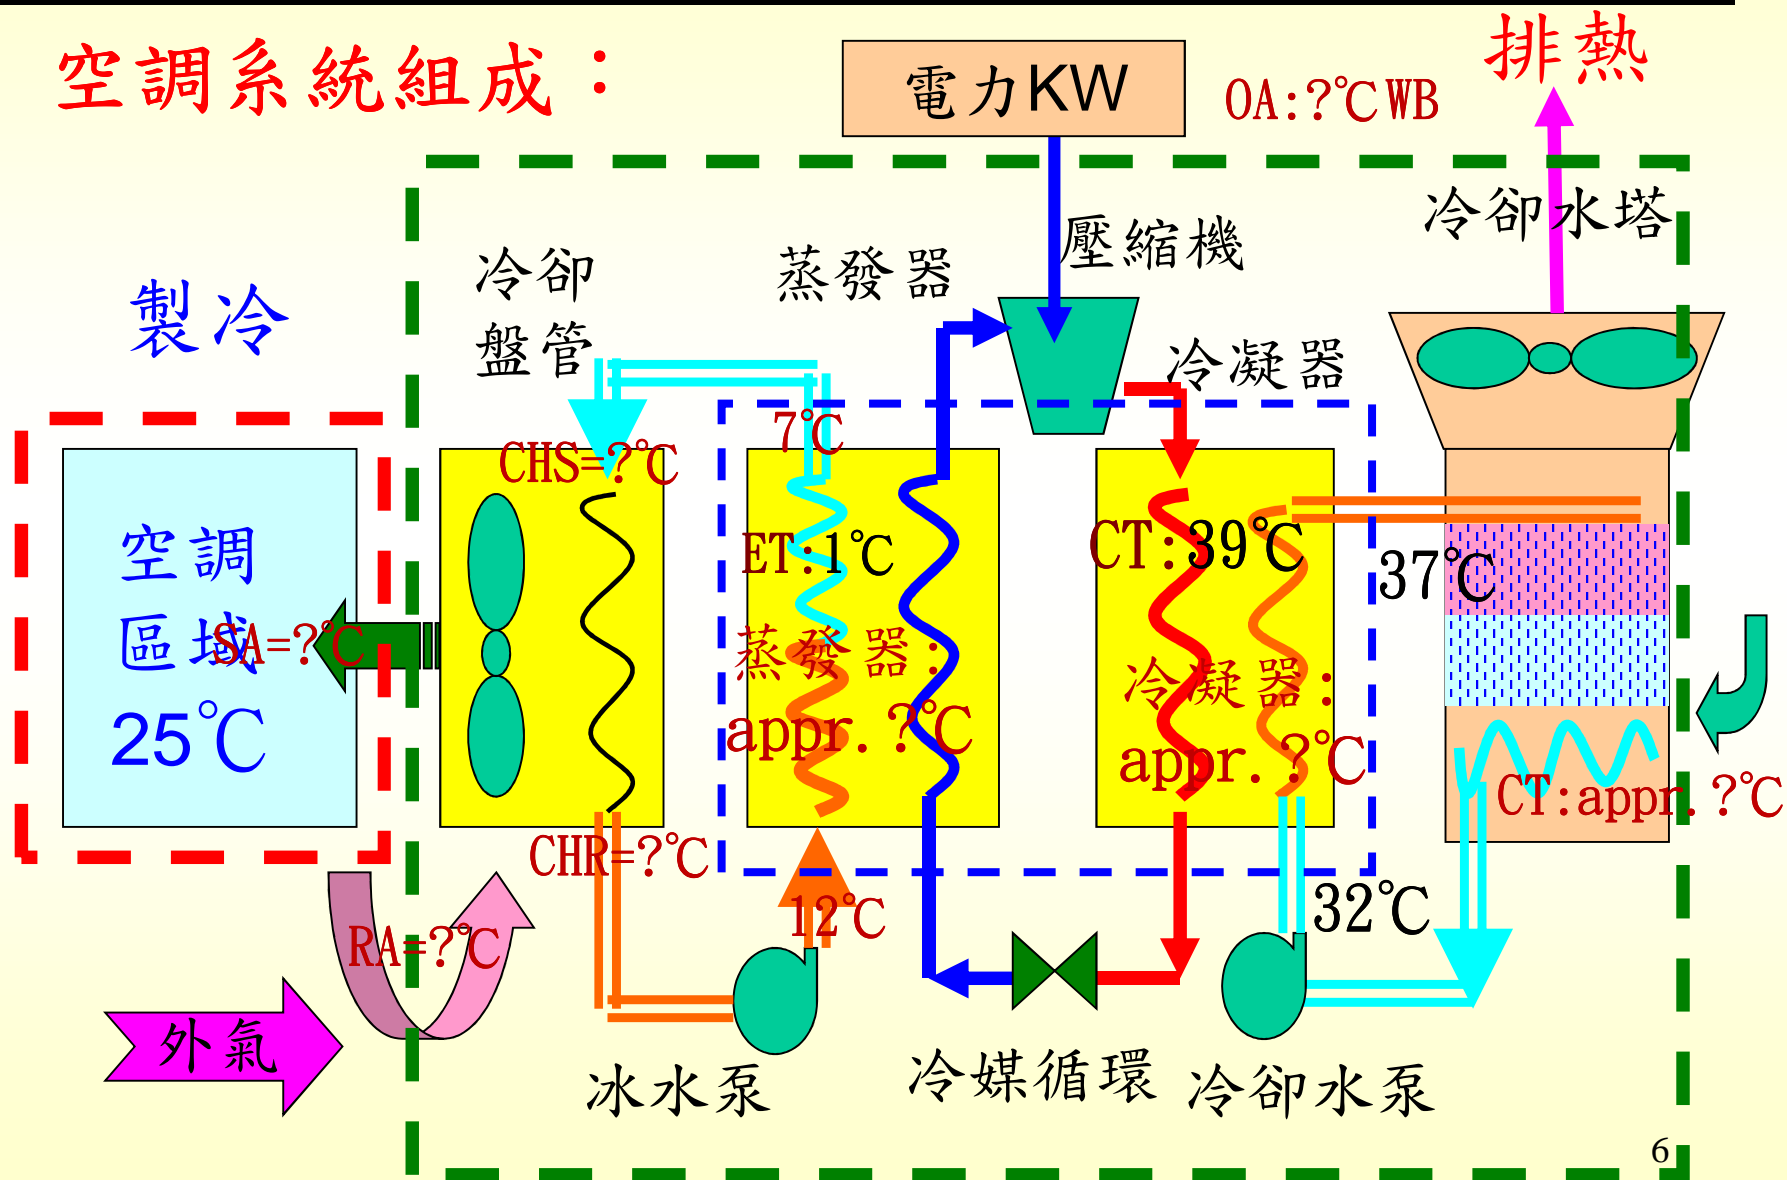 空調系統組成：
電力KW
OA:?℃WB
排熱
冷卻水塔
壓縮機
蒸發器
冷卻
盤管
製冷
冷凝器
7℃
CHS=?℃
空調
區域
25℃
SA=?℃
ET:1℃
CT:39℃
37℃
蒸發器:
appr.?℃
冷凝器:
appr.?℃
CT:appr.?℃
CHR=?℃
12℃
32℃
RA=?℃
外氣
冰水泵
冷媒循環
冷卻水泵
6